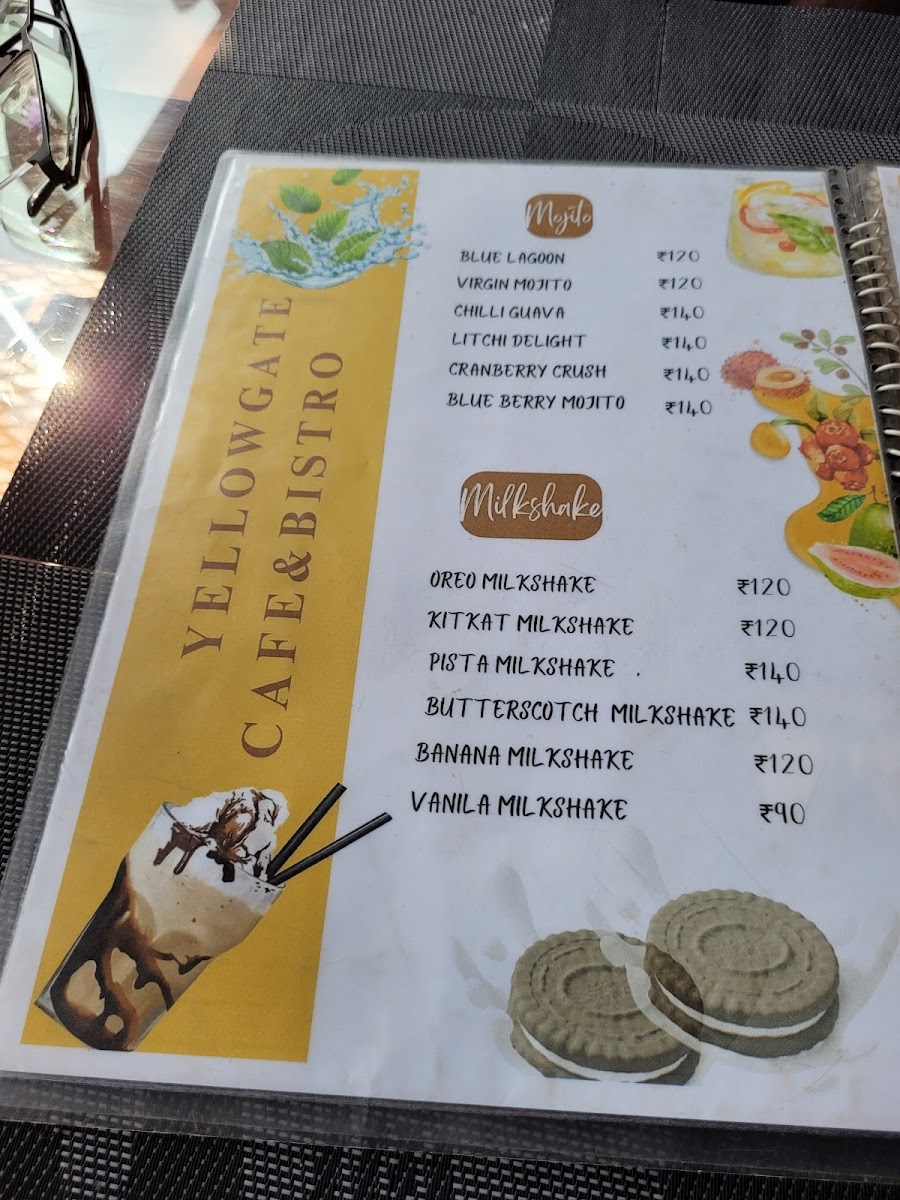 YELLOWGATE
CAFE&BISTRO
Mojito
BLUE LAGOON ₹120
VIRGIN MOJITO ₹120
CHILLI GUAVA ₹140
LITCHI DELIGHT ₹140
CRANBERRY CRUSH ₹140
BLUE BERRY MOJITO ₹140
Milkshake
OREO MILKSHAKE ₹120
KITKAT MILKSHAKE ₹120
PISTA MILKSHAKE ₹140
BUTTERSCOTCH MILKSHAKE ₹140
BANANA MILKSHAKE ₹120
VANILA MILKSHAKE ₹90